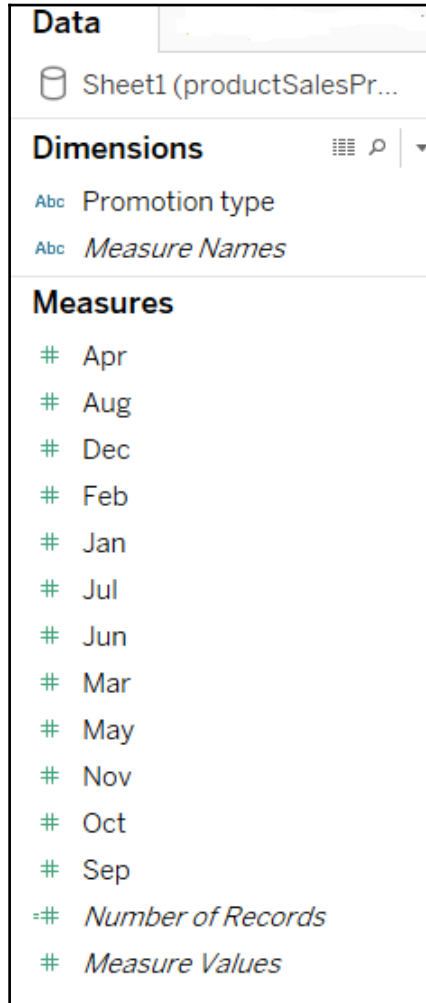 Data
Sheet1 (productSalesPr...
Dimensions
Abc Promotion type
Abc Measure Names
Measures
# Apr
# Aug
# Dec
# Feb
# Jan
# Jul
# Jun
# Mar
# May
# Nov
# Oct
# Sep
=# Number of Records
# Measure Values